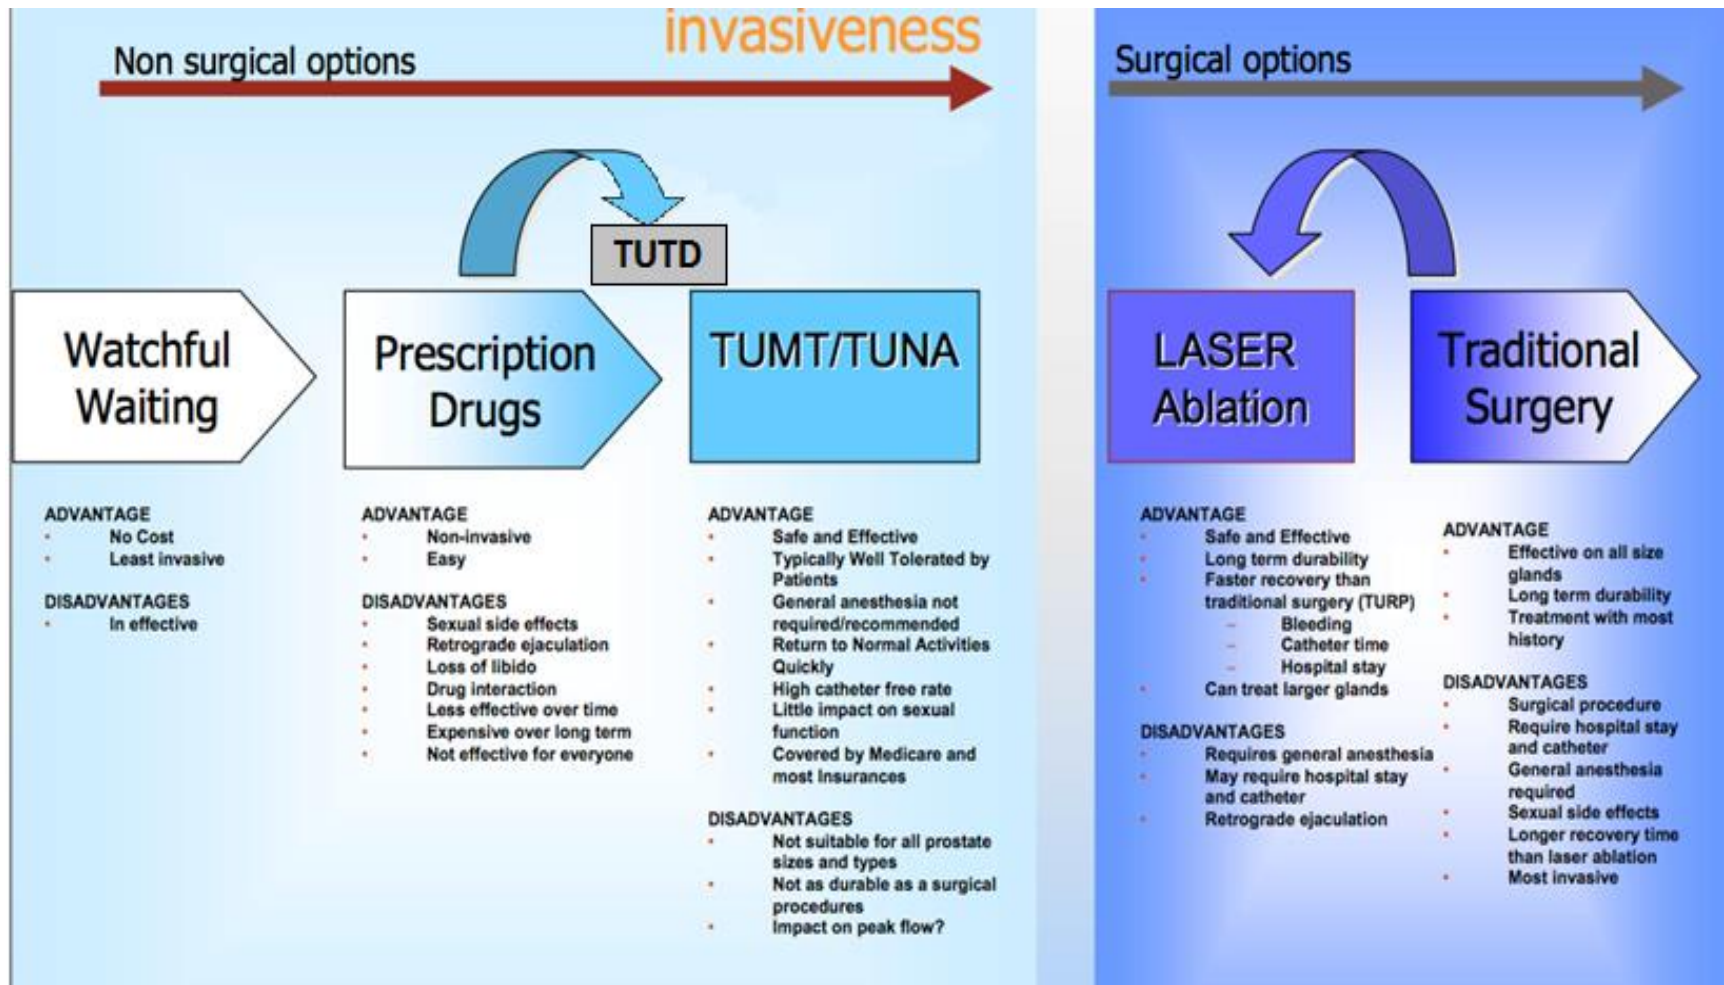 invasiveness
Non surgical options
Surgical options
TUTD
Watchful
Waiting
Prescription
Drugs
TUMT/TUNA
LASER
Ablation
Traditional
Surgery
ADVANTAGE
No Cost
Least invasive
DISADVANTAGES
In effective
ADVANTAGE
Non-invasive
Easy
DISADVANTAGES
Sexual side effects
Retrograde ejaculation
Loss of libido
Drug interaction
Less effective over time
Expensive over long term
Not effective for everyone
ADVANTAGE
Safe and Effective
Typically Well Tolerated by
Patients
General anesthesia not
required/recommended
Return to Normal Activities
Quickly
High catheter free rate
Little impact on sexual
function
Covered by Medicare and
most Insurances
DISADVANTAGES
Not suitable for all prostate
sizes and types
Not as durable as a surgical
procedures
Impact on peak flow?
ADVANTAGE
Safe and Effective
Long term durability
Faster recovery than
traditional surgery (TURP)
– Bleeding
– Catheter time
– Hospital stay
Can treat larger glands
DISADVANTAGES
Requires general anesthesia
May require hospital stay
and catheter
Retrograde ejaculation
ADVANTAGE
Effective on all size
glands
Long term durability
Treatment with most
history
DISADVANTAGES
Surgical procedure
Require hospital stay
and catheter
General anesthesia
required
Sexual side effects
Longer recovery time
than laser ablation
Most invasive